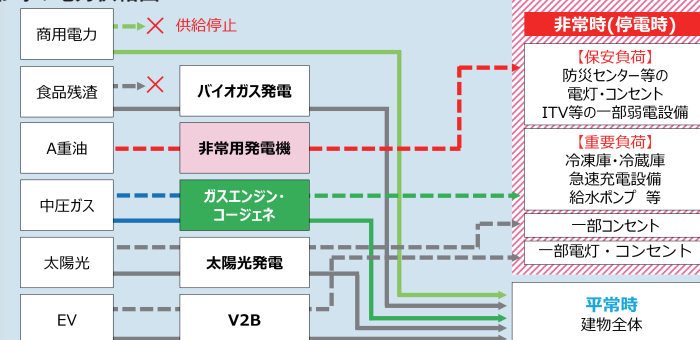 商用電力
供給停止
食品残渣
バイオガス発電
A重油
非常用発電機
中圧ガス
ガスエンジン・
コージェネ
太陽光
太陽光発電
EV
V2B
非常時(停電時)
【保安負荷】
防災センター等の
電灯・コンセント
ITV等の一部弱電設備
【重要負荷】
冷凍庫・冷蔵庫
急速充電設備
給水ポンプ 等
一部コンセント
一部電灯・コンセント
平常時
建物全体